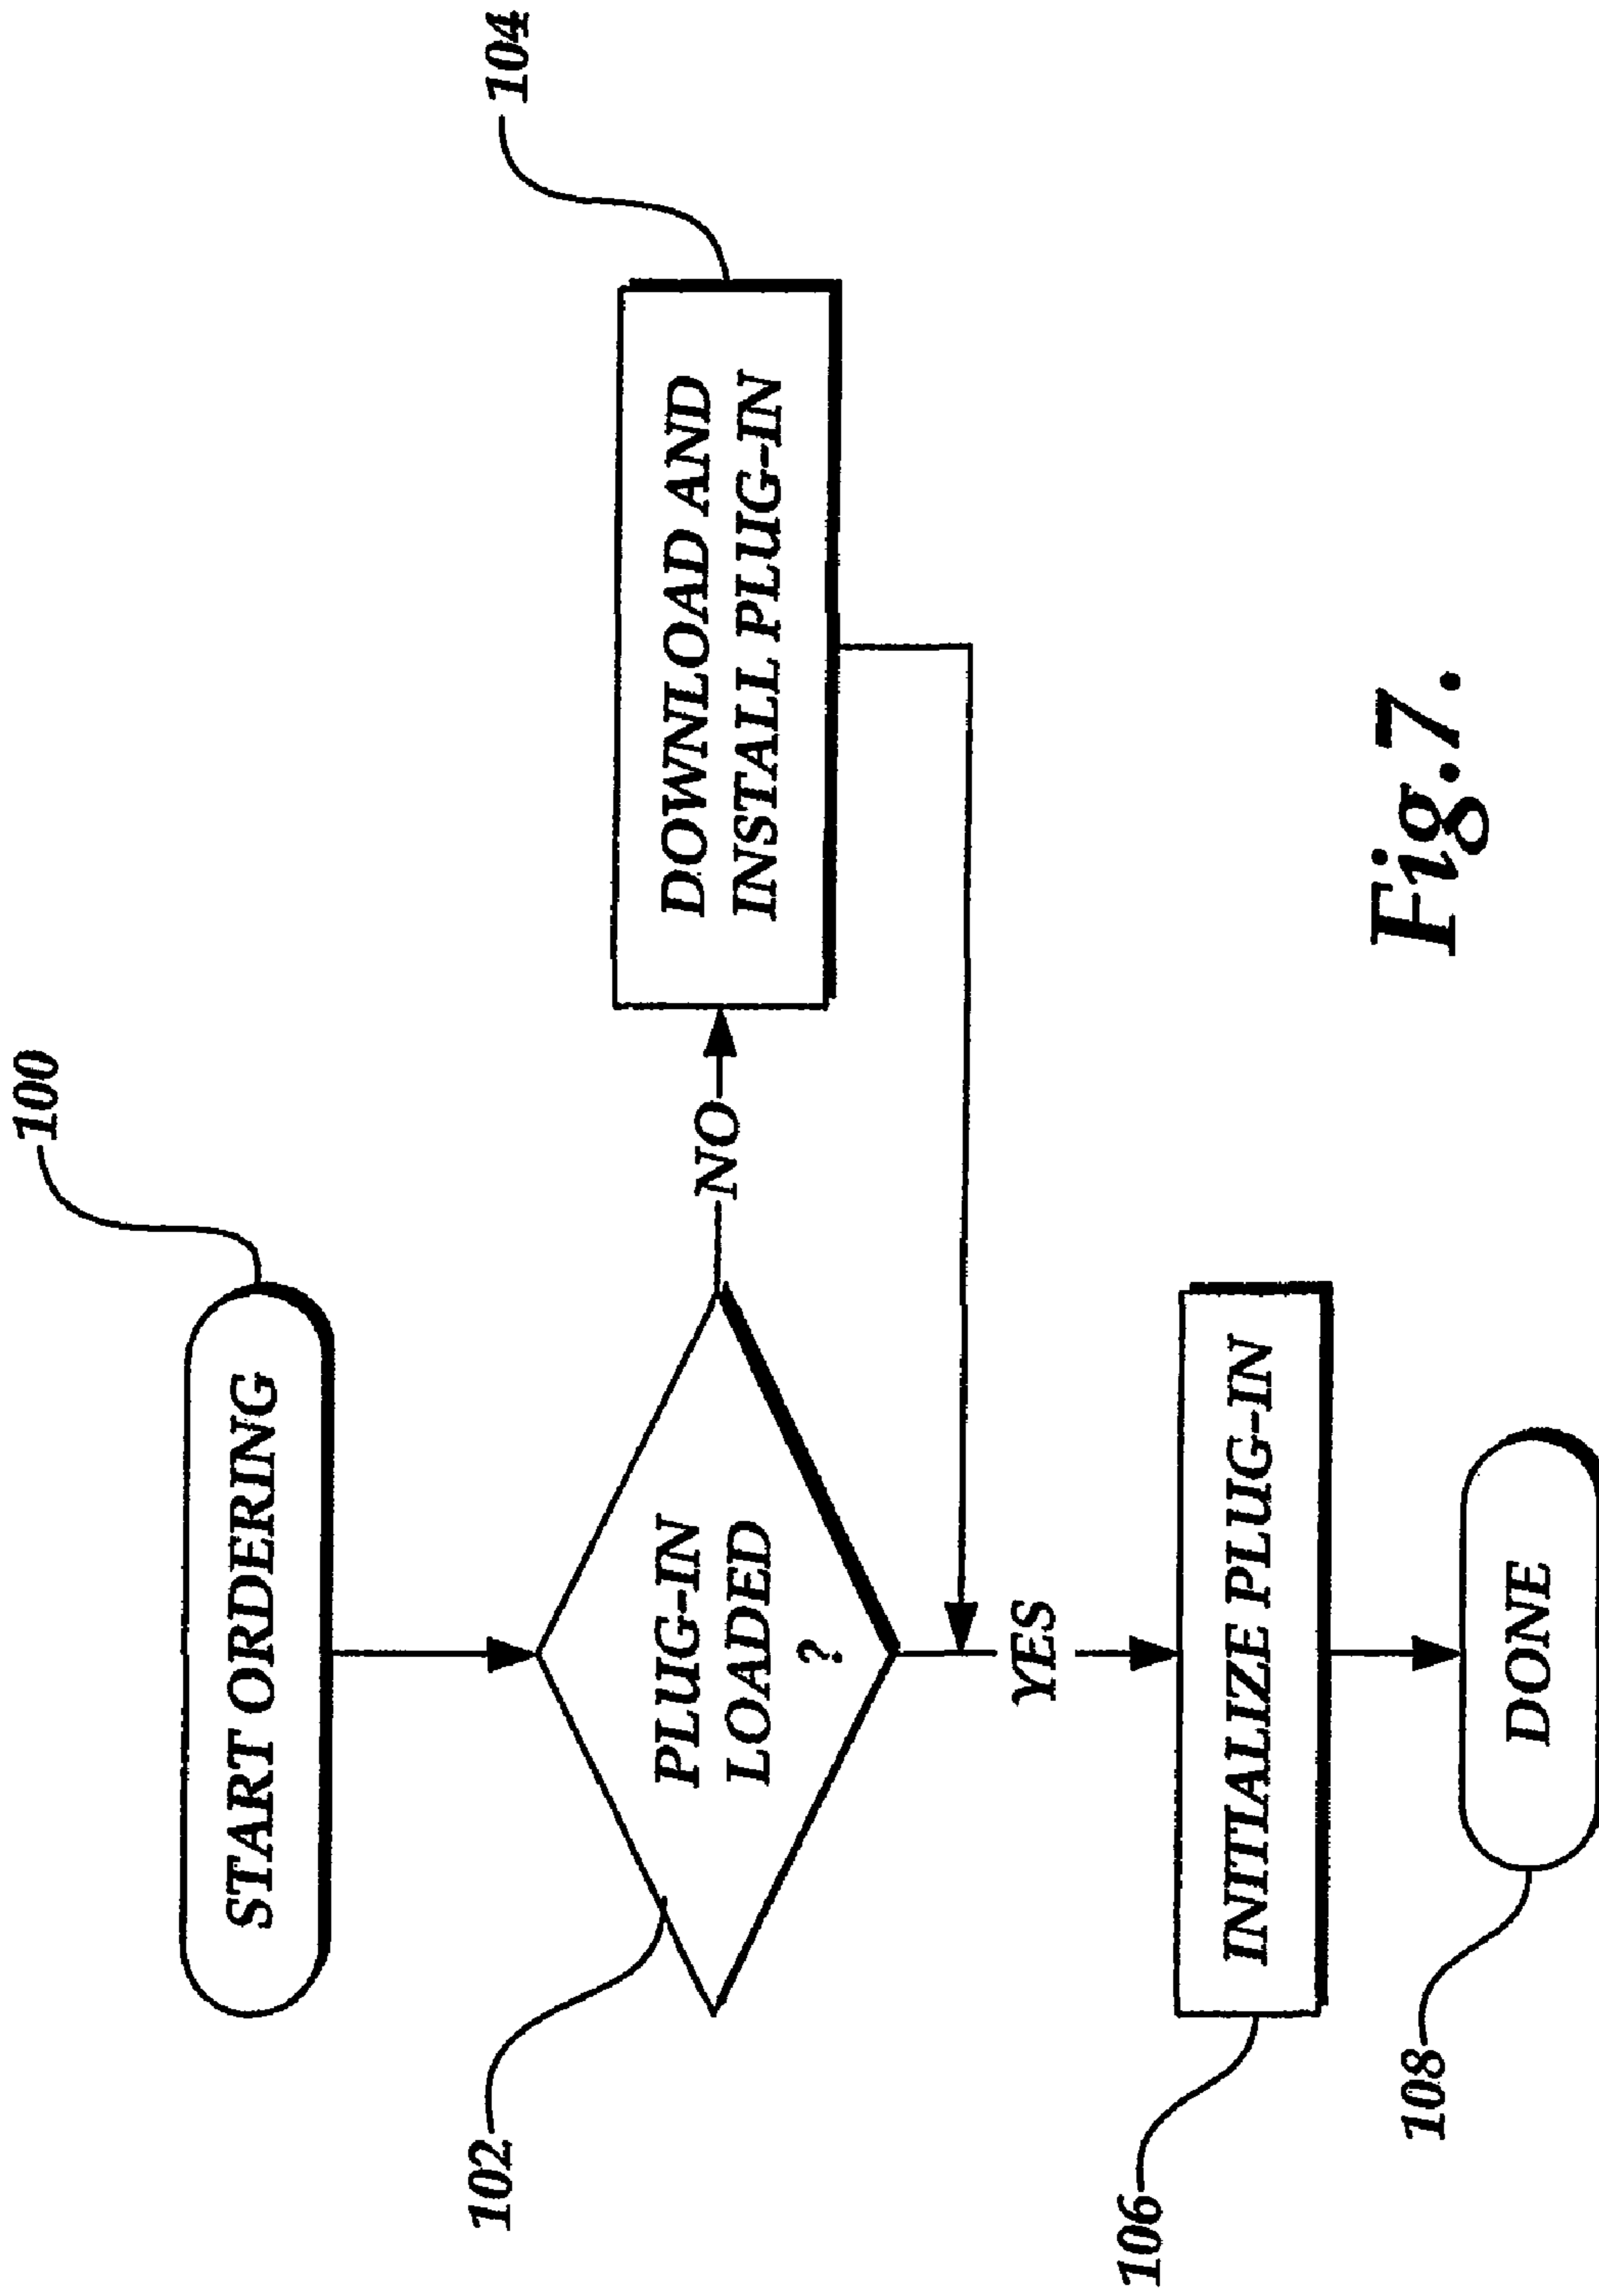 100
START ORDERING
104
102
PLUG-IN
LOADED
?
NO
DOWNLOAD AND
INSTALL PLUG-IN
YES
106
INITIALIZE PLUG-IN
108
DONE
Fig.7.